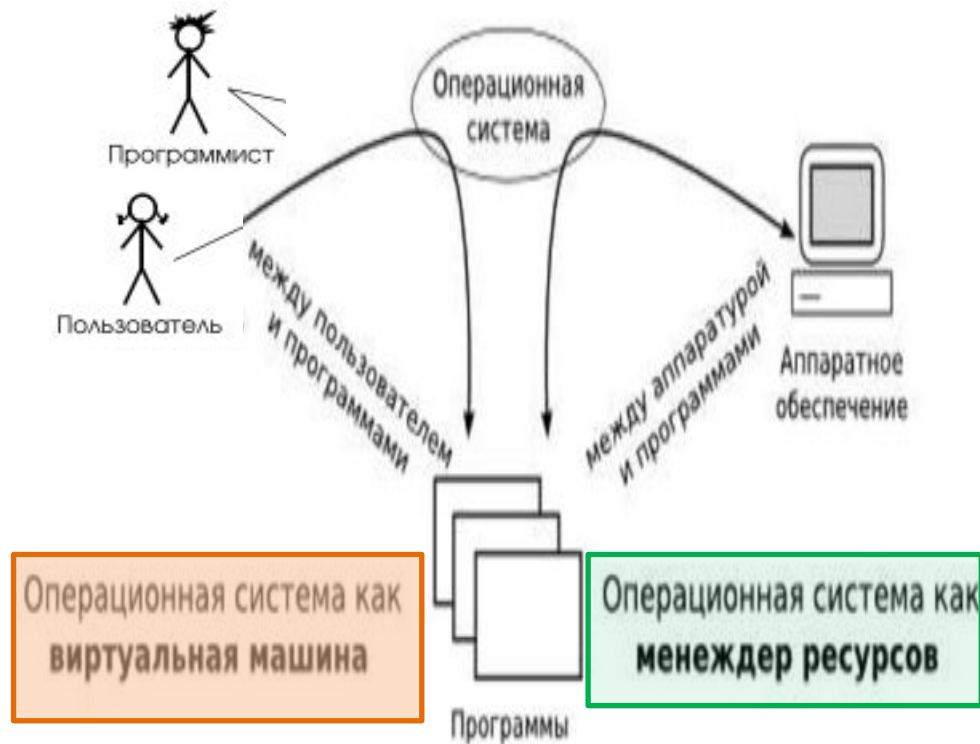 Операционная
система
Программист
Пользователь
между пользователем
и программами
между аппаратурой
и программами
Аппаратное
обеспечение
Операционная система как
виртуальная машина
Операционная система как
менеждер ресурсов
Программы